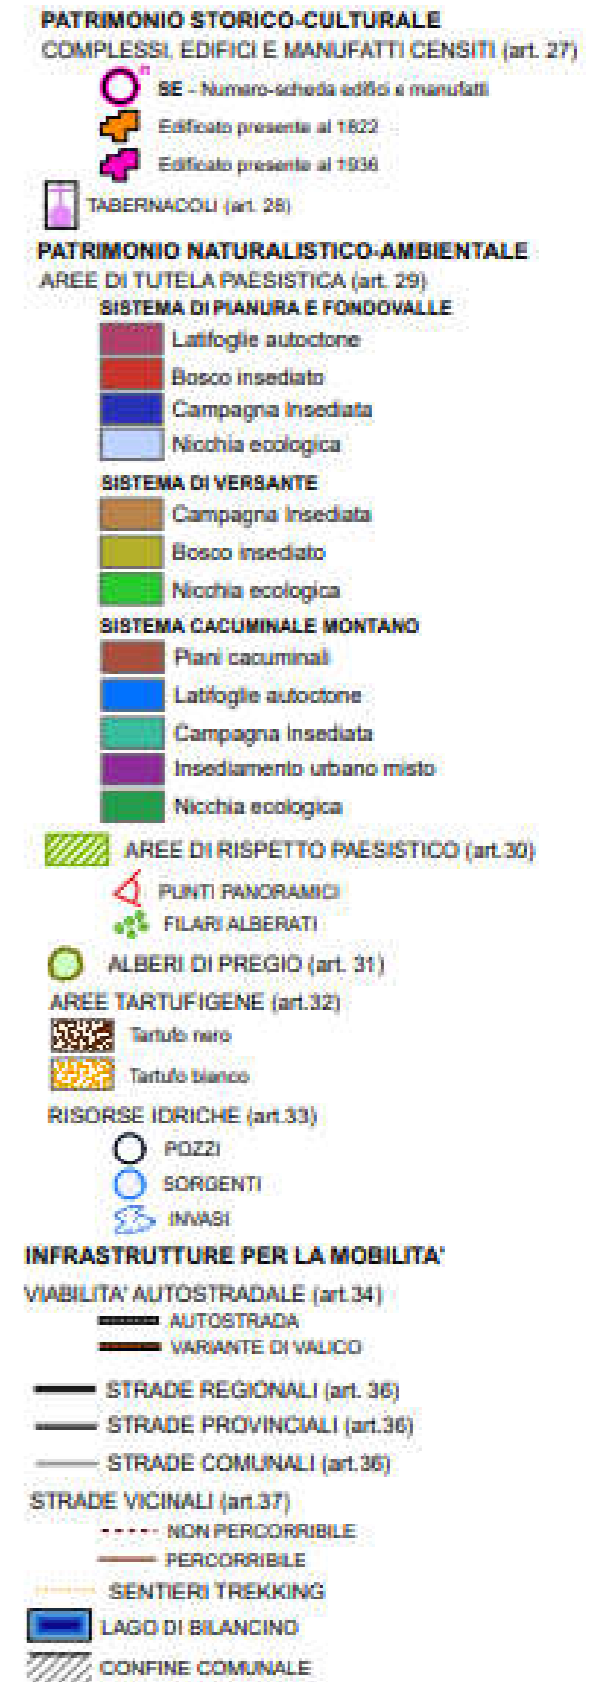 PATRIMONIO STORICO-CULTURALE
COMPLESSI, EDIFICI E MANUFATTI CENSITI (art. 27)
n
SE - Numero-scheda edifici e manufatti
Edificato presente al 1822
Edificato presente al 1936
TABERNACOLI (art. 28)
PATRIMONIO NATURALISTICO-AMBIENTALE
AREE DI TUTELA PAESISTICA (art. 29)
SISTEMA DI PIANURA E FONDOVALLE
Latifoglie autoctone
Bosco insediato
Campagna Insediata
Nicchia ecologica
SISTEMA DI VERSANTE
Campagna Insediata
Bosco insediato
Nicchia ecologica
SISTEMA CACUMINALE MONTANO
Piani cacuminali
Latifoglie autoctone
Campagna Insediata
Insediamento urbano misto
Nicchia ecologica
AREE DI RISPETTO PAESISTICO (art.30)
PUNTI PANORAMICI
FILARI ALBERATI
ALBERI DI PREGIO (art. 31)
AREE TARTUFIGENE (art.32)
Tartufo nero
Tartufo bianco
RISORSE IDRICHE (art.33)
POZZI
SORGENTI
INVASI
INFRASTRUTTURE PER LA MOBILITA'
VIABILITA' AUTOSTRADALE (art.34)
AUTOSTRADA
VARIANTE DI VALICO
STRADE REGIONALI (art. 36)
STRADE PROVINCIALI (art.36)
STRADE COMUNALI (art.36)
STRADE VICINALI (art.37)
NON PERCORRIBILE
PERCORRIBILE
SENTIERI TREKKING
LAGO DI BILANCINO
CONFINE COMUNALE